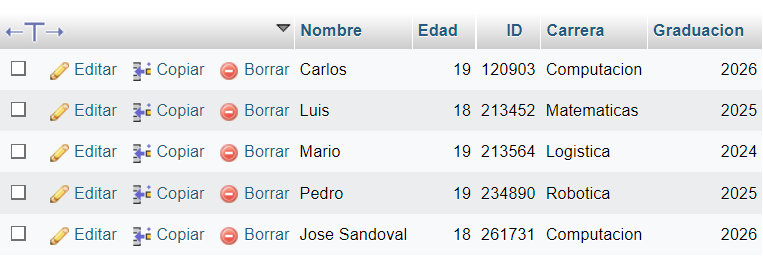 Nombre Edad ID Carrera Graduacion
Editar Copiar Borrar Carlos 19 120903 Computacion 2026
Editar Copiar Borrar Luis 18 213452 Matematicas 2025
Editar Copiar Borrar Mario 19 213564 Logistica 2024
Editar Copiar Borrar Pedro 19 234890 Robotica 2025
Editar Copiar Borrar Jose Sandoval 18 261731 Computacion 2026